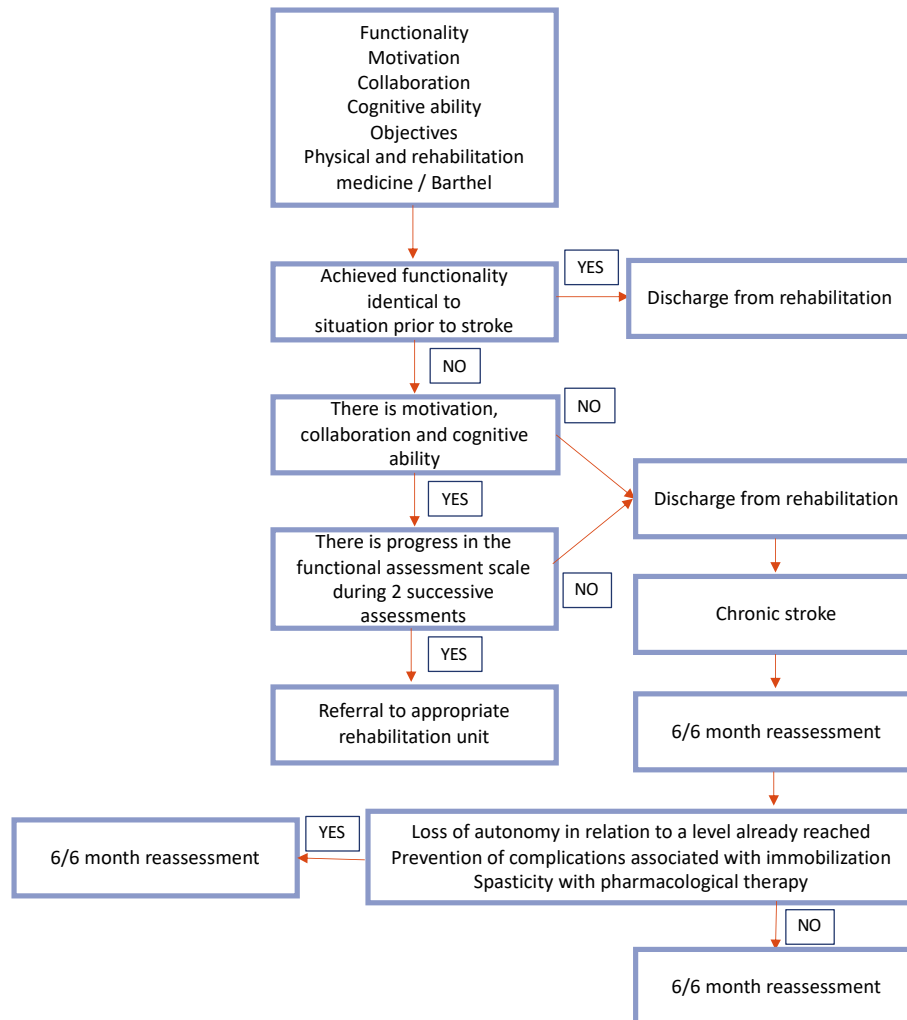 Functionality
Motivation
Collaboration
Cognitive ability
Objectives
Physical and rehabilitation
medicine / Barthel
Achieved functionality
identical to
situation prior to stroke
YES
Discharge from rehabilitation
NO
There is motivation,
collaboration and cognitive
ability
NO
YES
Discharge from rehabilitation
There is progress in the
functional assessment scale
during 2 successive
assessments
NO
Chronic stroke
YES
Referral to appropriate
rehabilitation unit
6/6 month reassessment
Loss of autonomy in relation to a level already reached
Prevention of complications associated with immobilization
Spasticity with pharmacological therapy
YES
6/6 month reassessment
NO
6/6 month reassessment